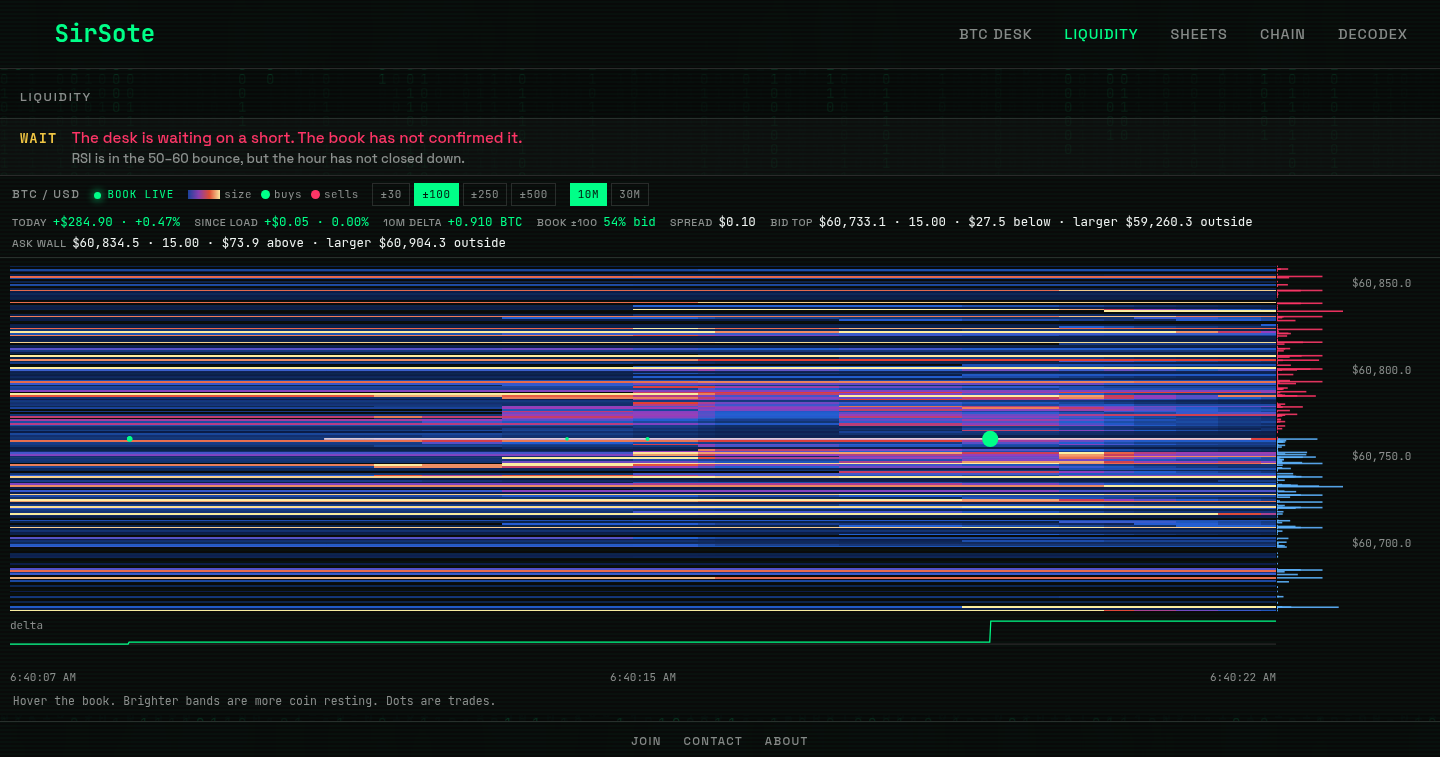 SirSote
BTC DESK LIQUIDITY SHEETS CHAIN DECODEX
LIQUIDITY
WAIT The desk is waiting on a short. The book has not confirmed it.
RSI is in the 50–60 bounce, but the hour has not closed down.
BTC / USD BOOK LIVE size buys sells ±30 ±100 ±250 ±500 10M 30M
TODAY +$284.90 · +0.47% SINCE LOAD +$0.05 · 0.00% 10M DELTA +0.910 BTC BOOK ±100 54% bid SPREAD $0.10 BID TOP $60,733.1 · 15.00 · $27.5 below · larger $59,260.3 outside
ASK WALL $60,834.5 · 15.00 · $73.9 above · larger $60,904.3 outside
$60,850.0
$60,800.0
$60,750.0
$60,700.0
delta
6:40:07 AM 6:40:15 AM 6:40:22 AM
Hover the book. Brighter bands are more coin resting. Dots are trades.
JOIN CONTACT ABOUT